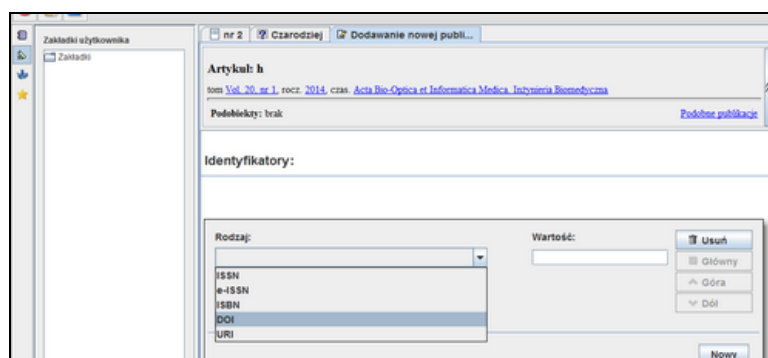 Zakładki użytkownika
Zakładki
nr 2
Czarodziej
Dodawanie nowej publi...
Artykuł: h
tom Vol. 20, nr 1, rocz. 2014, czas. Acta Bio-Optica et Informatica Medica. Inżynieria Biomedyczna
Podobiekty: brak
Podobne publikacje
Identyfikatory:
Rodzaj:
Wartość:
Usuń
Główny
Góra
Dół
ISSN
e-ISSN
ISBN
DOI
URI
Nowy